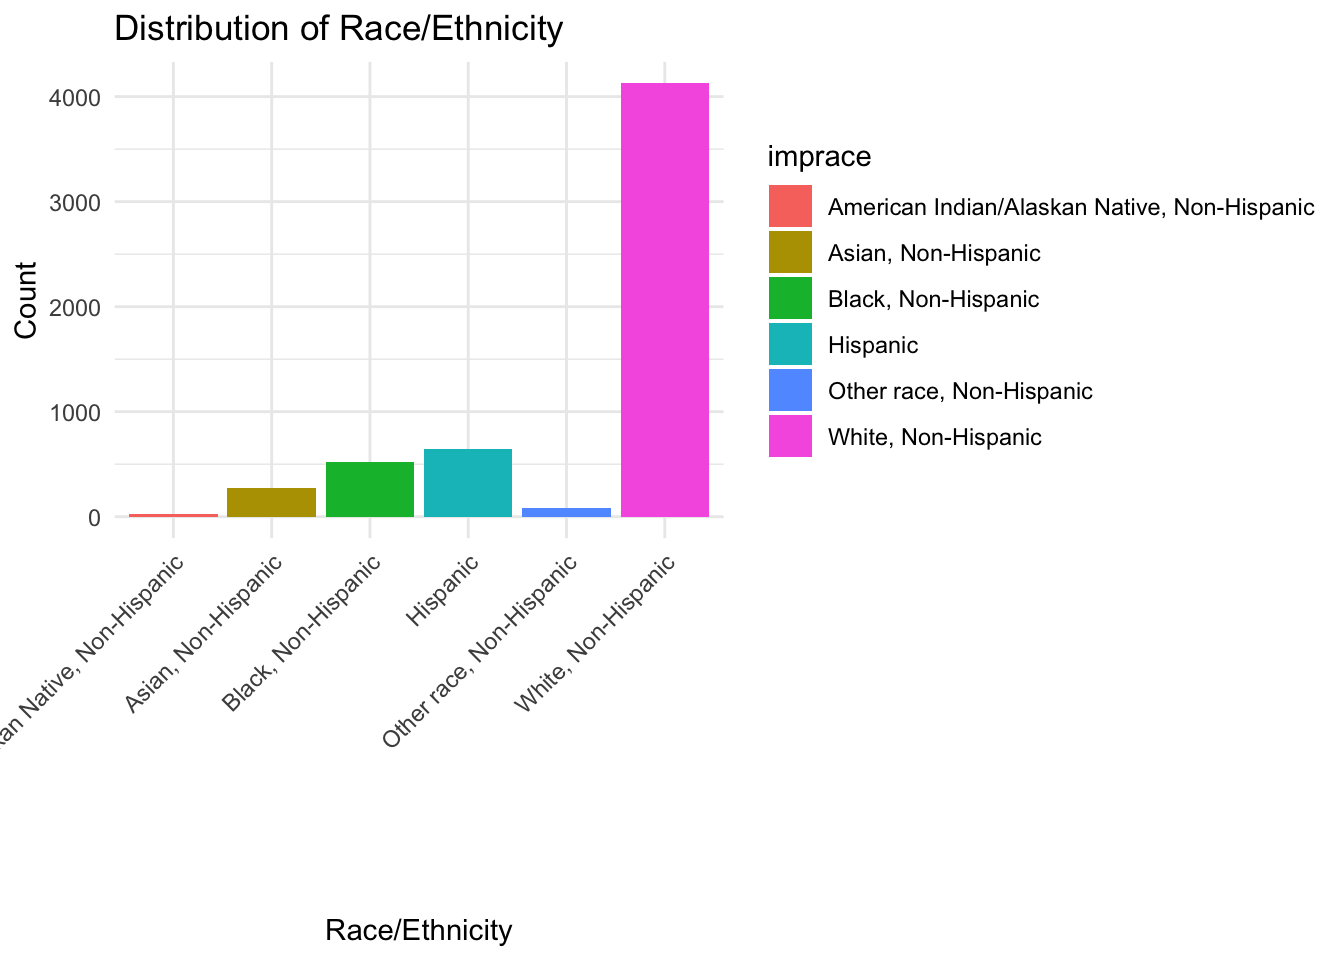 Distribution of Race/Ethnicity
Count
4000
3000
2000
1000
0
Native, Non-Hispanic
Asian, Non-Hispanic
Black, Non-Hispanic
Hispanic
Other race, Non-Hispanic
White, Non-Hispanic
Race/Ethnicity
imprace
American Indian/Alaskan Native, Non-Hispanic
Asian, Non-Hispanic
Black, Non-Hispanic
Hispanic
Other race, Non-Hispanic
White, Non-Hispanic